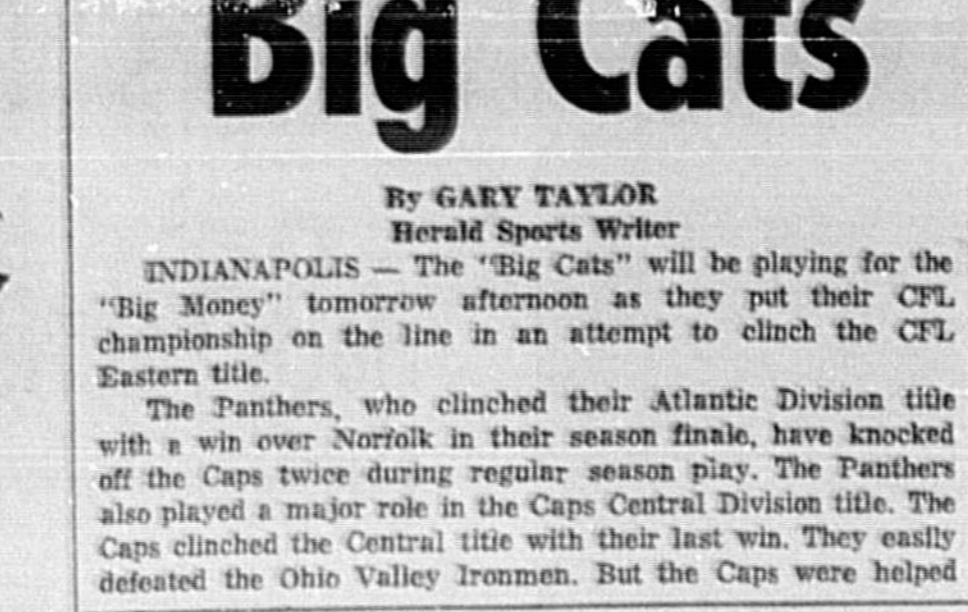 Big Cats
By GARY TAYLOR
Herald Sports Writer
INDIANAPOLIS — The "Big Cats" will be playing for the
"Big Money" tomorrow afternoon as they put their CFL
championship on the line in an attempt to clinch the CFL
Eastern title.
The Panthers, who clinched their Atlantic Division title
with a win over Norfolk in their season finale, have knocked
off the Caps twice during regular season play. The Panthers
also played a major role in the Caps Central Division title. The
Caps clinched the Central title with their last win. They easily
defeated the Ohio Valley Ironmen. But the Caps were helped